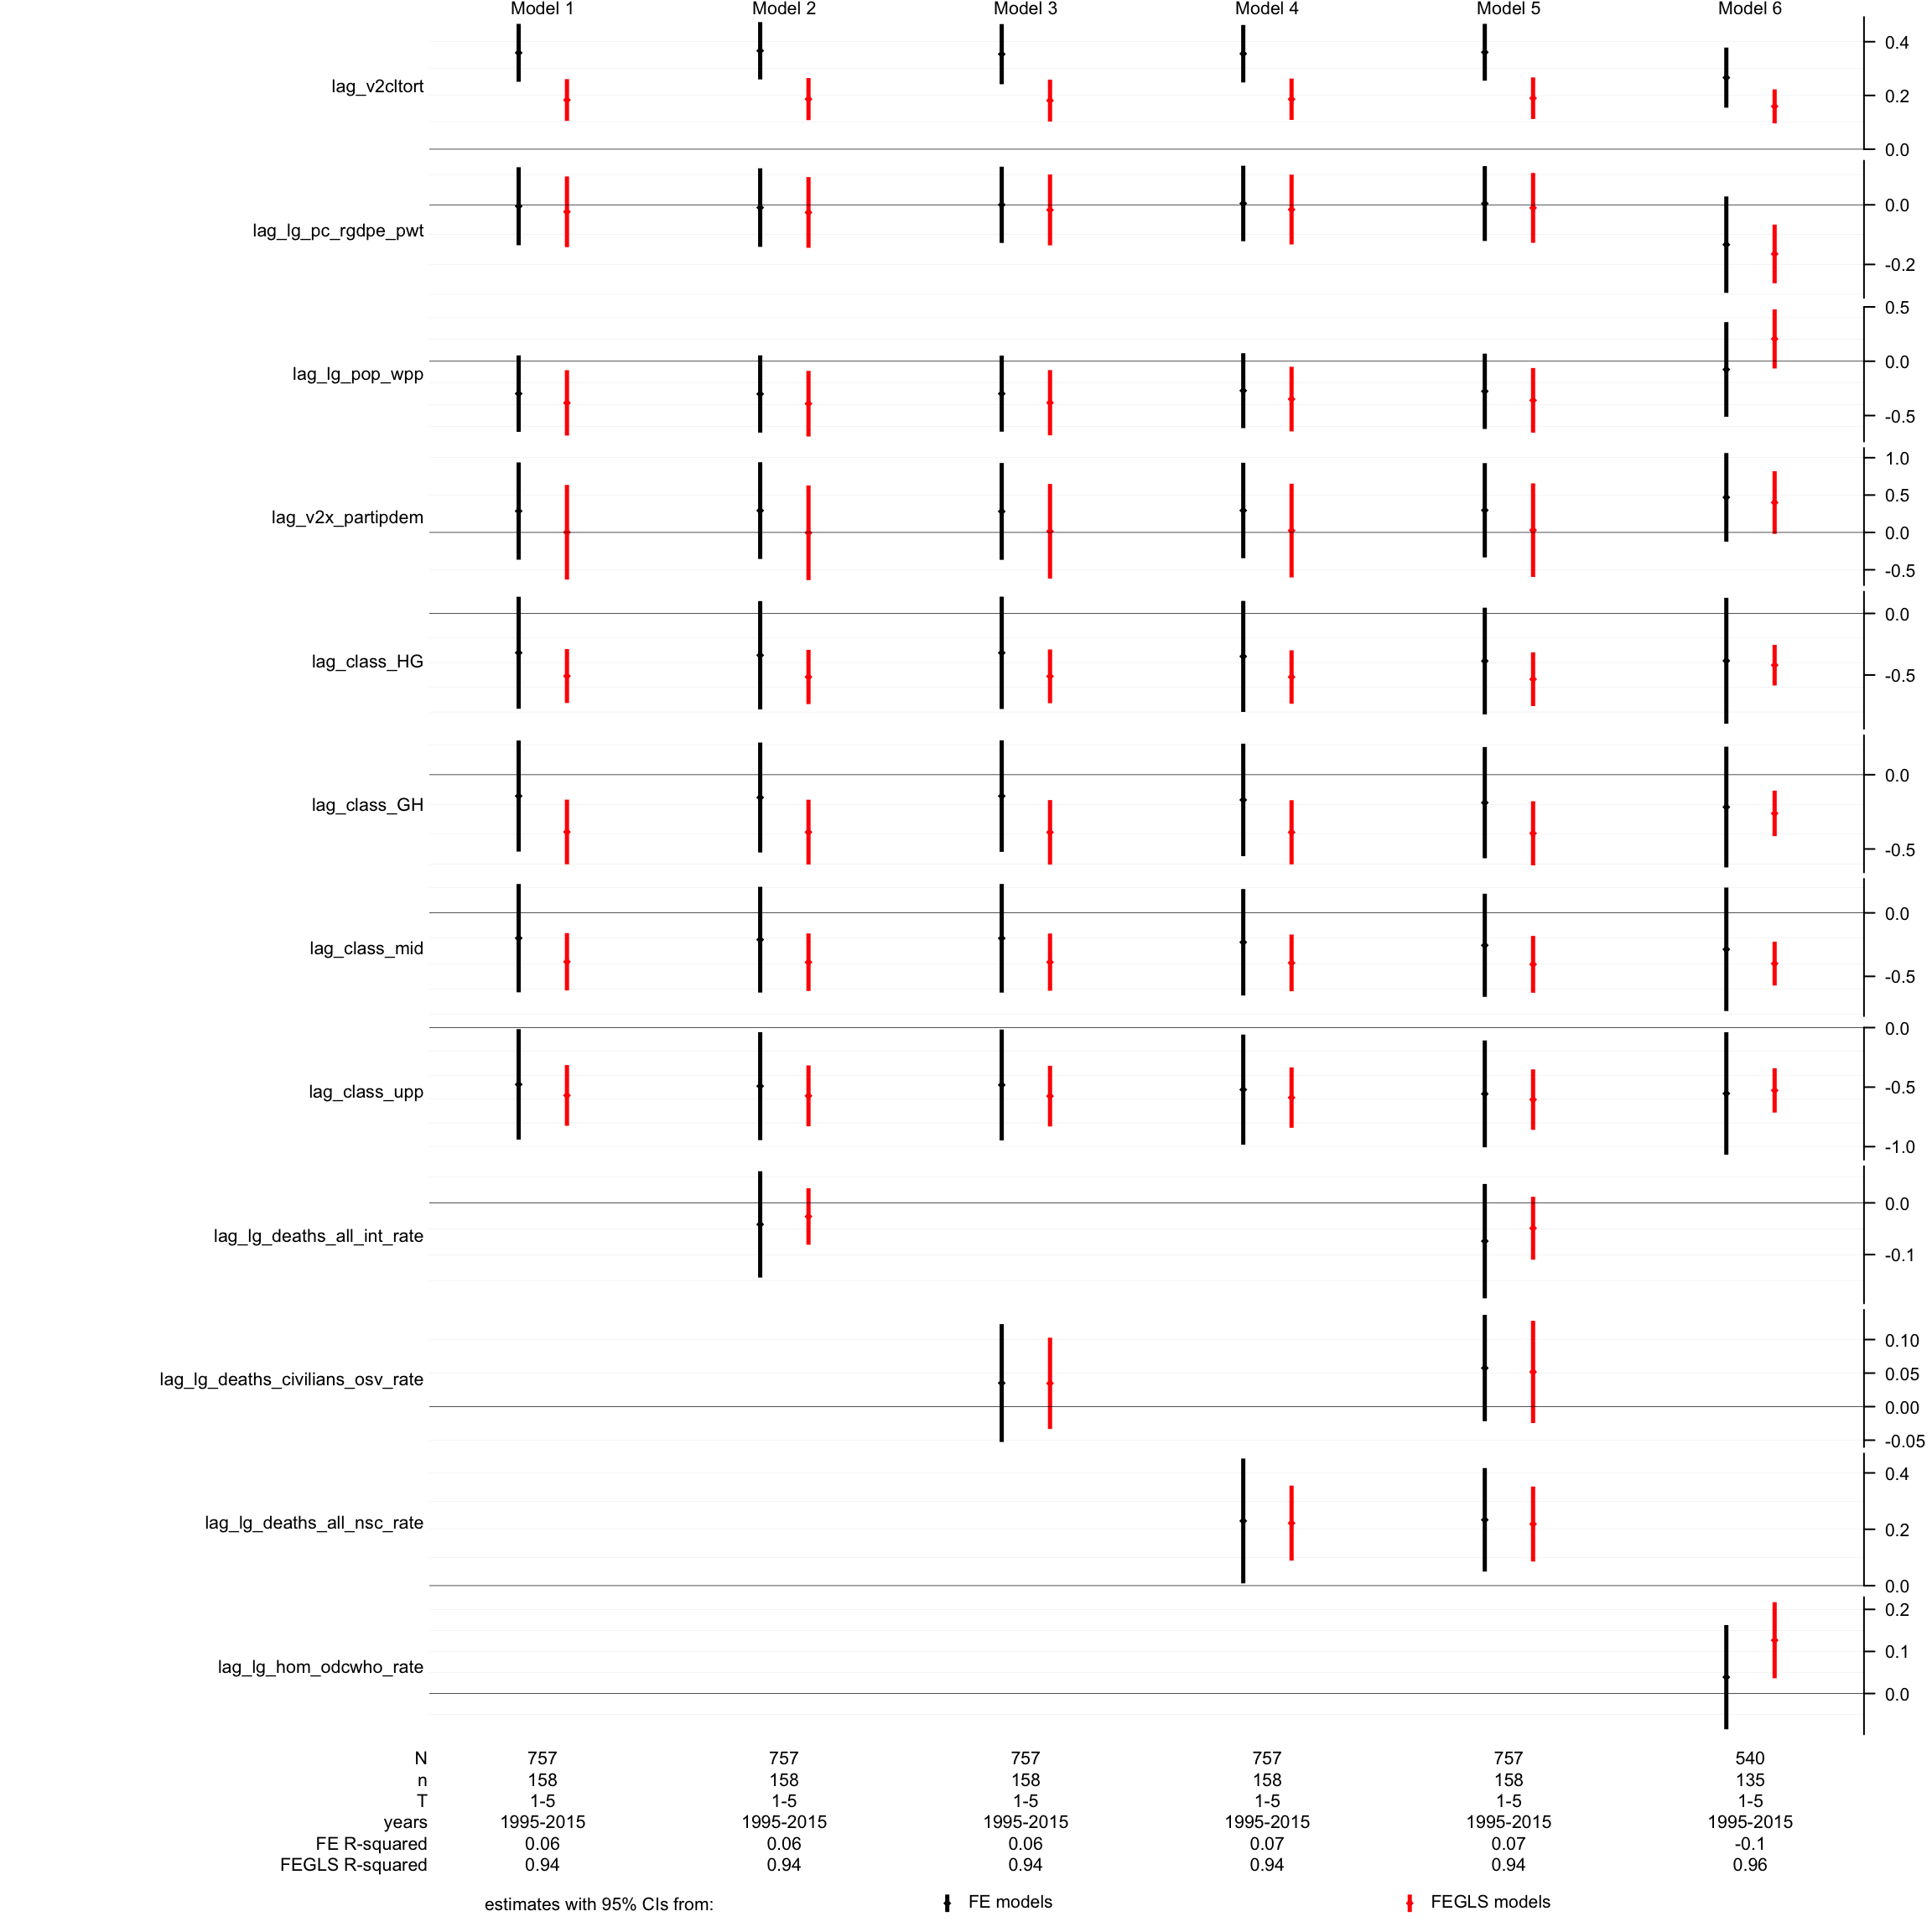 Model 1 Model 2 Model 3 Model 4 Model 5 Model 6
0.4
lag_v2cltort
0.2
0.0
0.0
lag_lg_pc_rgdpe_pwt
-0.2
0.5
0.0
lag_lg_pop_wpp
-0.5
1.0
0.5
lag_v2x_partipdem
0.0
-0.5
0.0
lag_class_HG
-0.5
0.0
lag_class_GH
-0.5
0.0
lag_class_mid
-0.5
0.0
lag_class_upp
-0.5
-1.0
0.0
lag_lg_deaths_all_int_rate
-0.1
0.10
lag_lg_deaths_civilians_osv_rate
0.05
0.00
-0.05
0.4
lag_lg_deaths_all_nsc_rate
0.2
0.0
0.2
0.1
lag_lg_hom_odcwho_rate
0.0
N 757 757 757 757 757 540
n 158 158 158 158 158 135
T 1-5 1-5 1-5 1-5 1-5 1-5
years 1995-2015 1995-2015 1995-2015 1995-2015 1995-2015 1995-2015
FE R-squared 0.06 0.06 0.06 0.07 0.07 -0.1
FEGLS R-squared 0.94 0.94 0.94 0.94 0.94 0.96
estimates with 95% CIs from: FE models FEGLS models